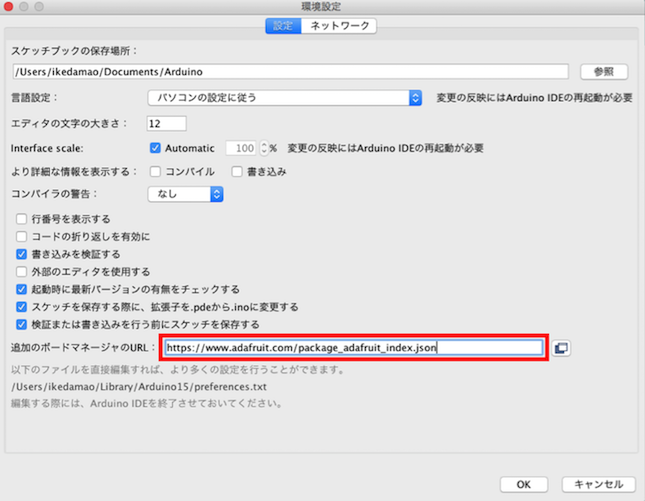 環境設定
設定 ネットワーク
スケッチブックの保存場所：
/Users/ikedamao/Documents/Arduino 参照
言語設定： パソコンの設定に従う 変更の反映にはArduino IDEの再起動が必要
エディタの文字の大きさ： 12
Interface scale: Automatic 100 % 変更の反映にはArduino IDEの再起動が必要
より詳細な情報を表示する： コンパイル 書き込み
コンパイラの警告： なし
行番号を表示する
コードの折り返しを有効に
書き込みを検証する
外部のエディタを使用する
起動時に最新バージョンの有無をチェックする
スケッチを保存する際に、拡張子を.pdeから.inoに変更する
検証または書き込みを行う前にスケッチを保存する
追加のボードマネージャのURL： https://www.adafruit.com/package_adafruit_index.json
以下のファイルを直接編集すれば、より多くの設定を行うことができます。
/Users/ikedamao/Library/Arduino15/preferences.txt
編集する際には、Arduino IDEを終了させておいてください。
OK キャンセル